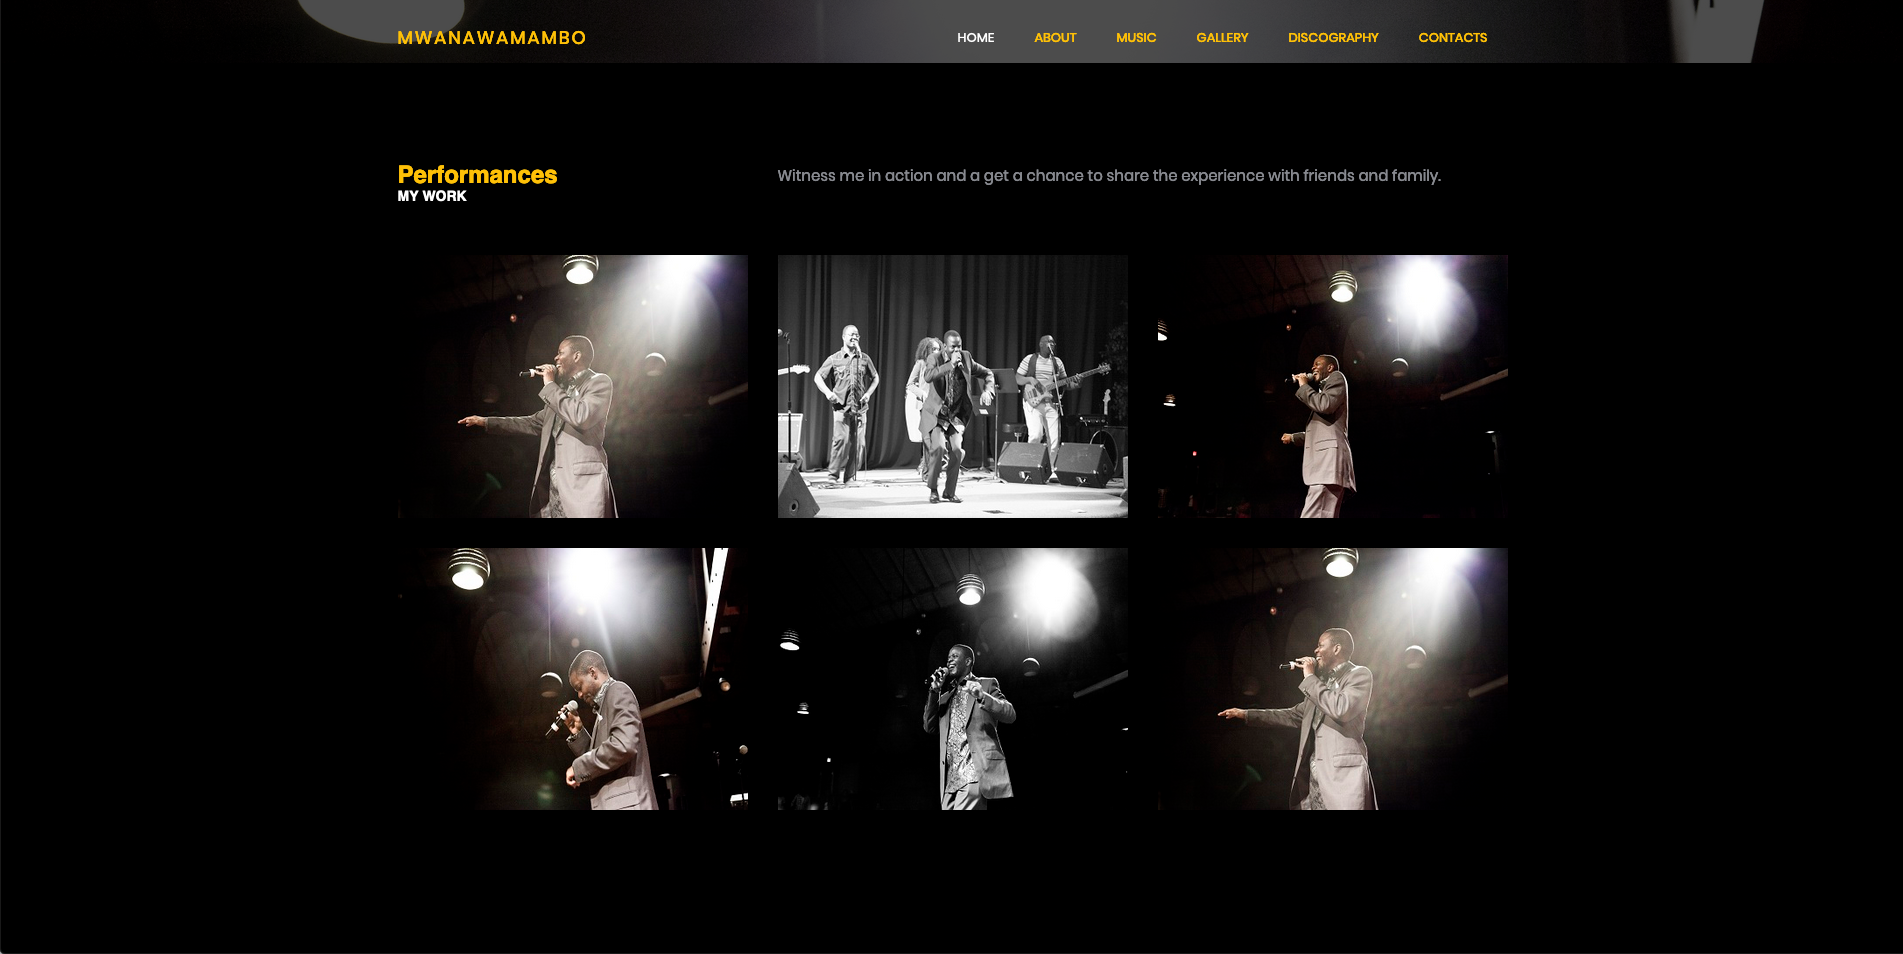 MWANAWAMAMBO
HOME ABOUT MUSIC GALLERY DISCOGRAPHY CONTACTS
Performances
MY WORK
Witness me in action and a get a chance to share the experience with friends and family.